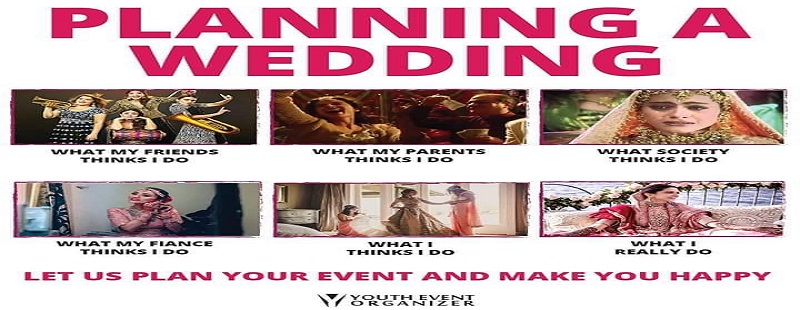 PLANNING A
WEDDING
WHAT MY FRIENDS
THINKS I DO
WHAT MY PARENTS
THINKS I DO
WHAT SOCIETY
THINKS I DO
WHAT MY FIANCE
THINKS I DO
WHAT I
THINKS I DO
WHAT I
REALLY DO
LET US PLAN YOUR EVENT AND MAKE YOU HAPPY
YOUTH EVENT
ORGANIZER